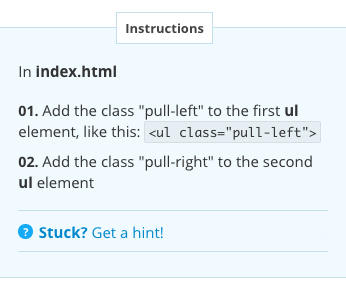 Instructions
In index.html
01. Add the class "pull-left" to the first ul
element, like this: <ul class="pull-left">
02. Add the class "pull-right" to the second
ul element
? Stuck? Get a hint!